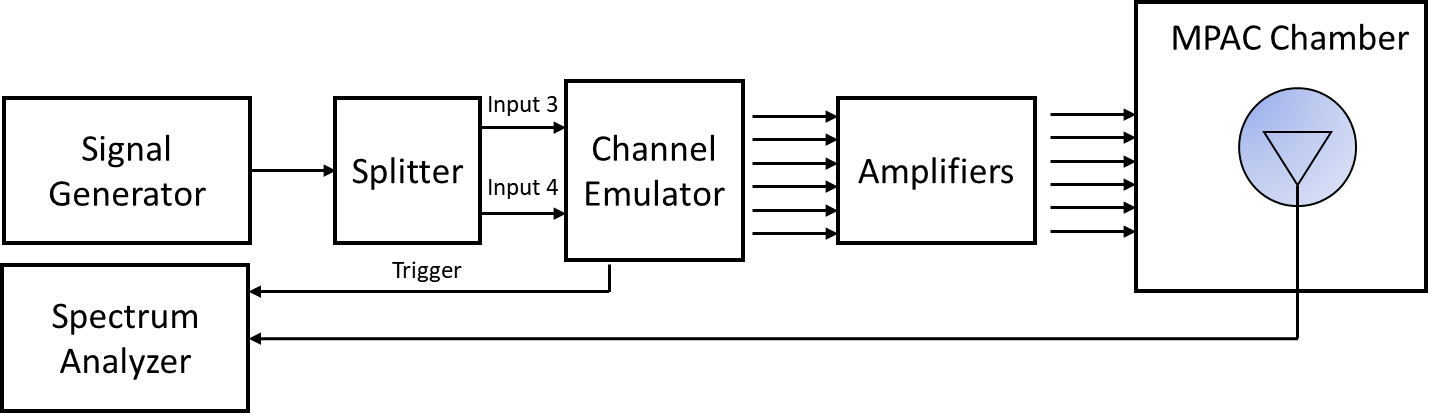 MPAC Chamber
Signal
Generator
Splitter
Input 3
Input 4
Channel
Emulator
Amplifiers
Trigger
Spectrum
Analyzer